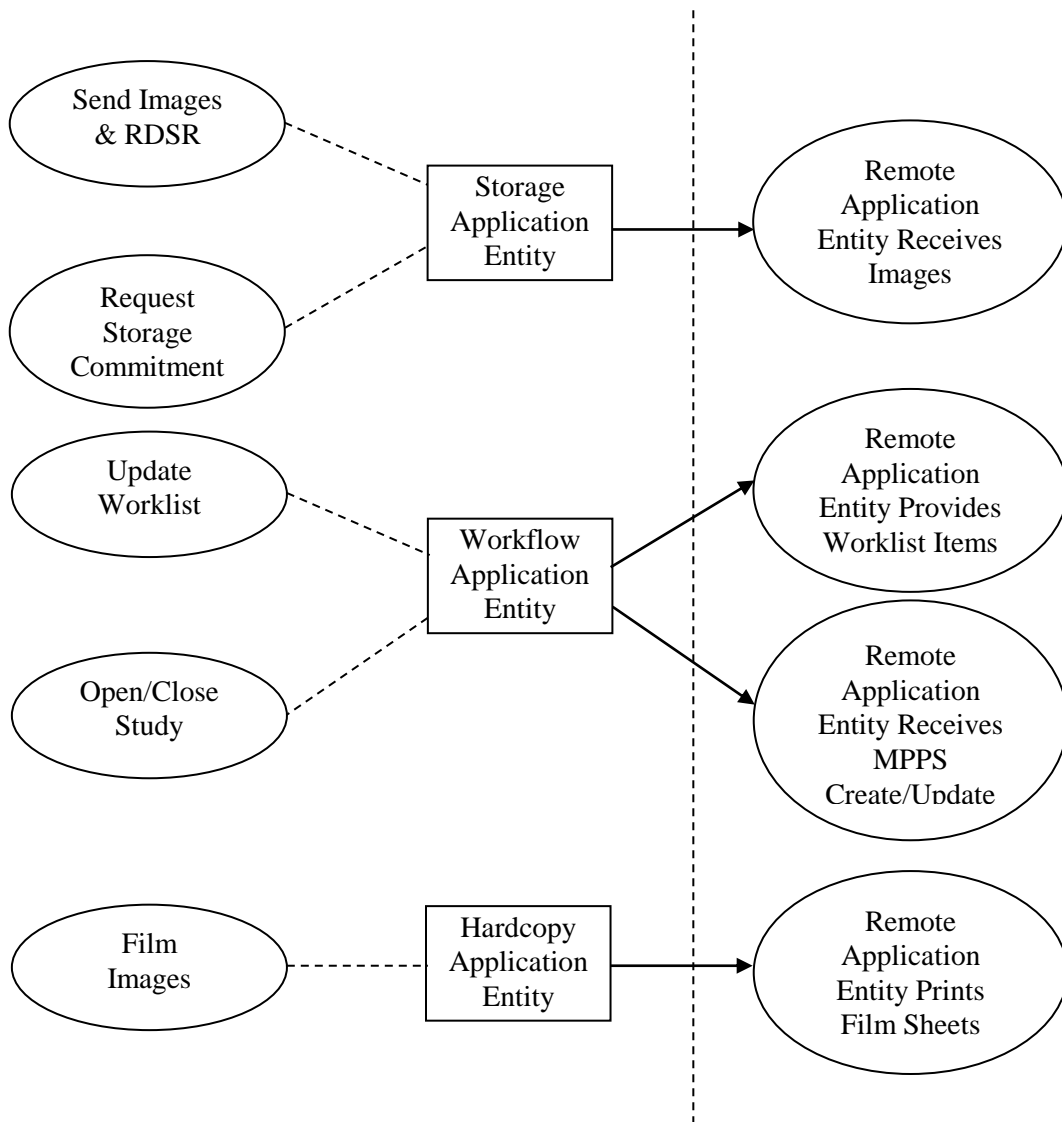 Send Images
& RDSR
Storage
Application
Entity
Remote
Application
Entity Receives
Images
Request
Storage
Commitment
Update
Worklist
Workflow
Application
Entity
Remote
Application
Entity Provides
Worklist Items
Open/Close
Study
Remote
Application
Entity Receives
MPPS
Create/Update
Film
Images
Hardcopy
Application
Entity
Remote
Application
Entity Prints
Film Sheets